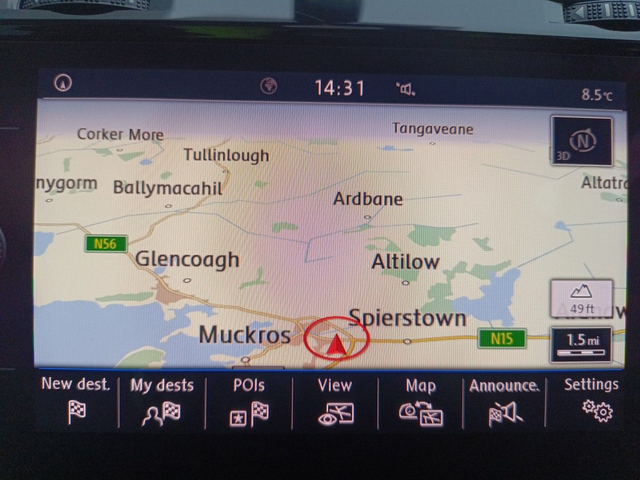 14:31
8.5°C
Corker More
Tangaveane
N
3D
Tullinlough
nygorm
Ballymacahil
Altatra
Ardbane
N56
Glencoagh
Altilow
49 ft
Spierstown
Muckros
N15
1.5 mi
New dest.
My dests
POIs
View
Map
Announce.
Settings